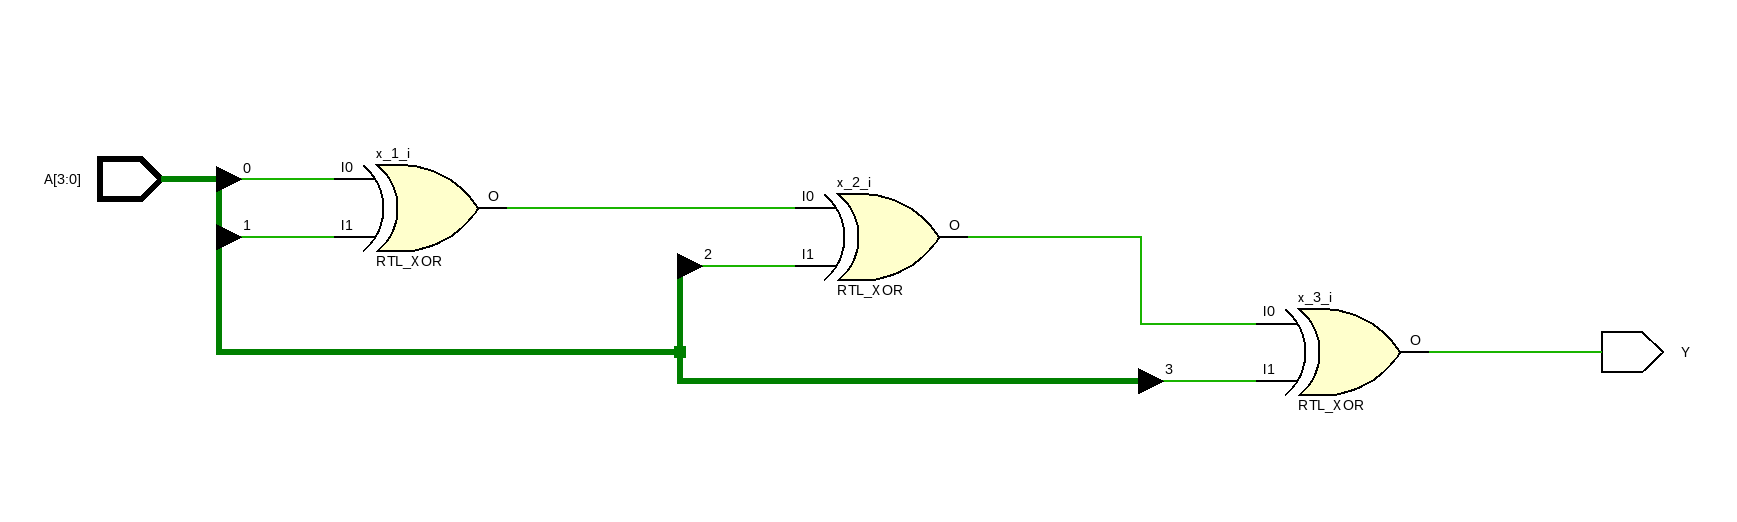 A[3:0]
0
1
I0
I1
x_1_i
RTL_XOR
O
2
I0
I1
x_2_i
RTL_XOR
O
3
I0
I1
x_3_i
RTL_XOR
O
Y